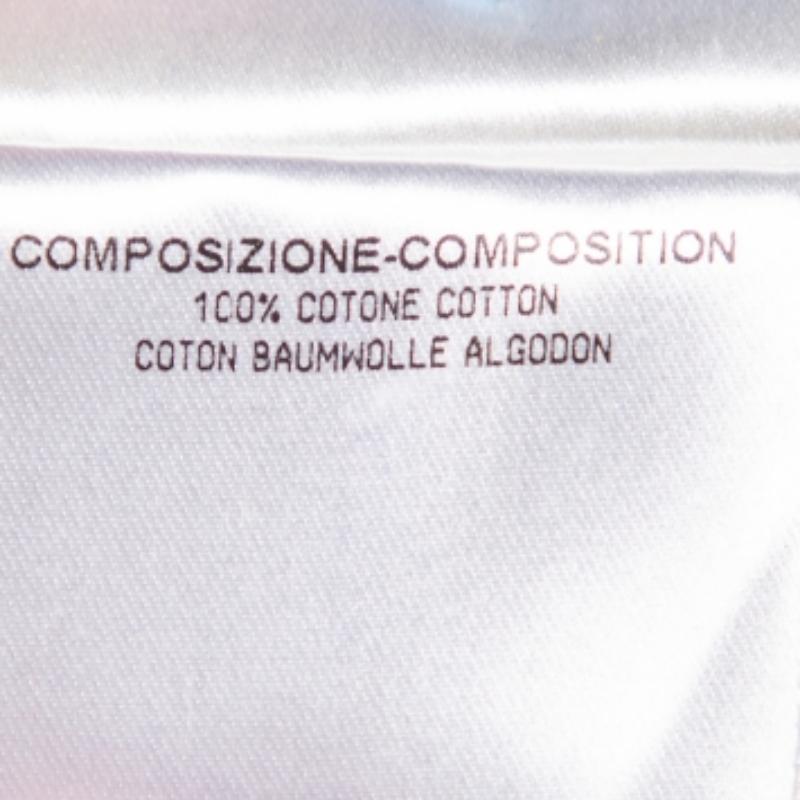 COMPOSIZIONE-COMPOSITION
100% COTONE COTTON
COTON BAUMWOLLE ALGODON